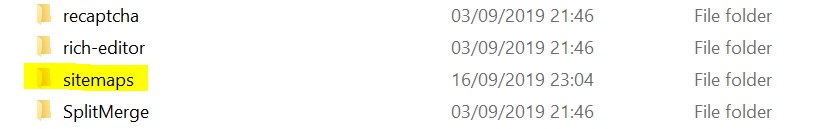 recaptcha 03/09/2019 21:46 File folder
rich-editor 03/09/2019 21:46 File folder
sitemaps 16/09/2019 23:04 File folder
SplitMerge 03/09/2019 21:46 File folder